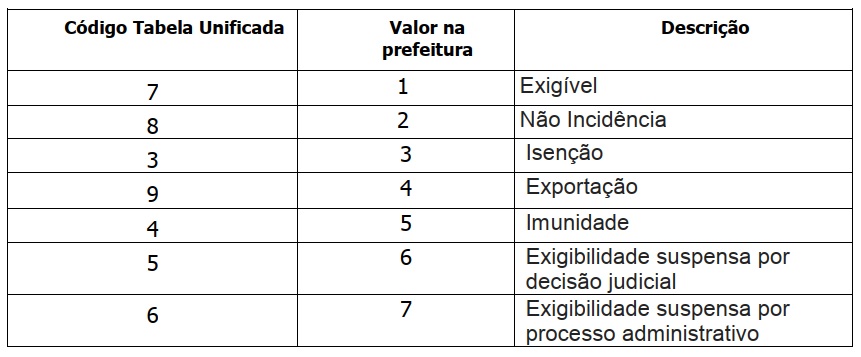 Código Tabela Unificada Valor na prefeitura Descrição
7 1 Exigível
8 2 Não Incidência
3 3 Isenção
9 4 Exportação
4 5 Imunidade
5 6 Exigibilidade suspensa por
decisão judicial
6 7 Exigibilidade suspensa por
processo administrativo